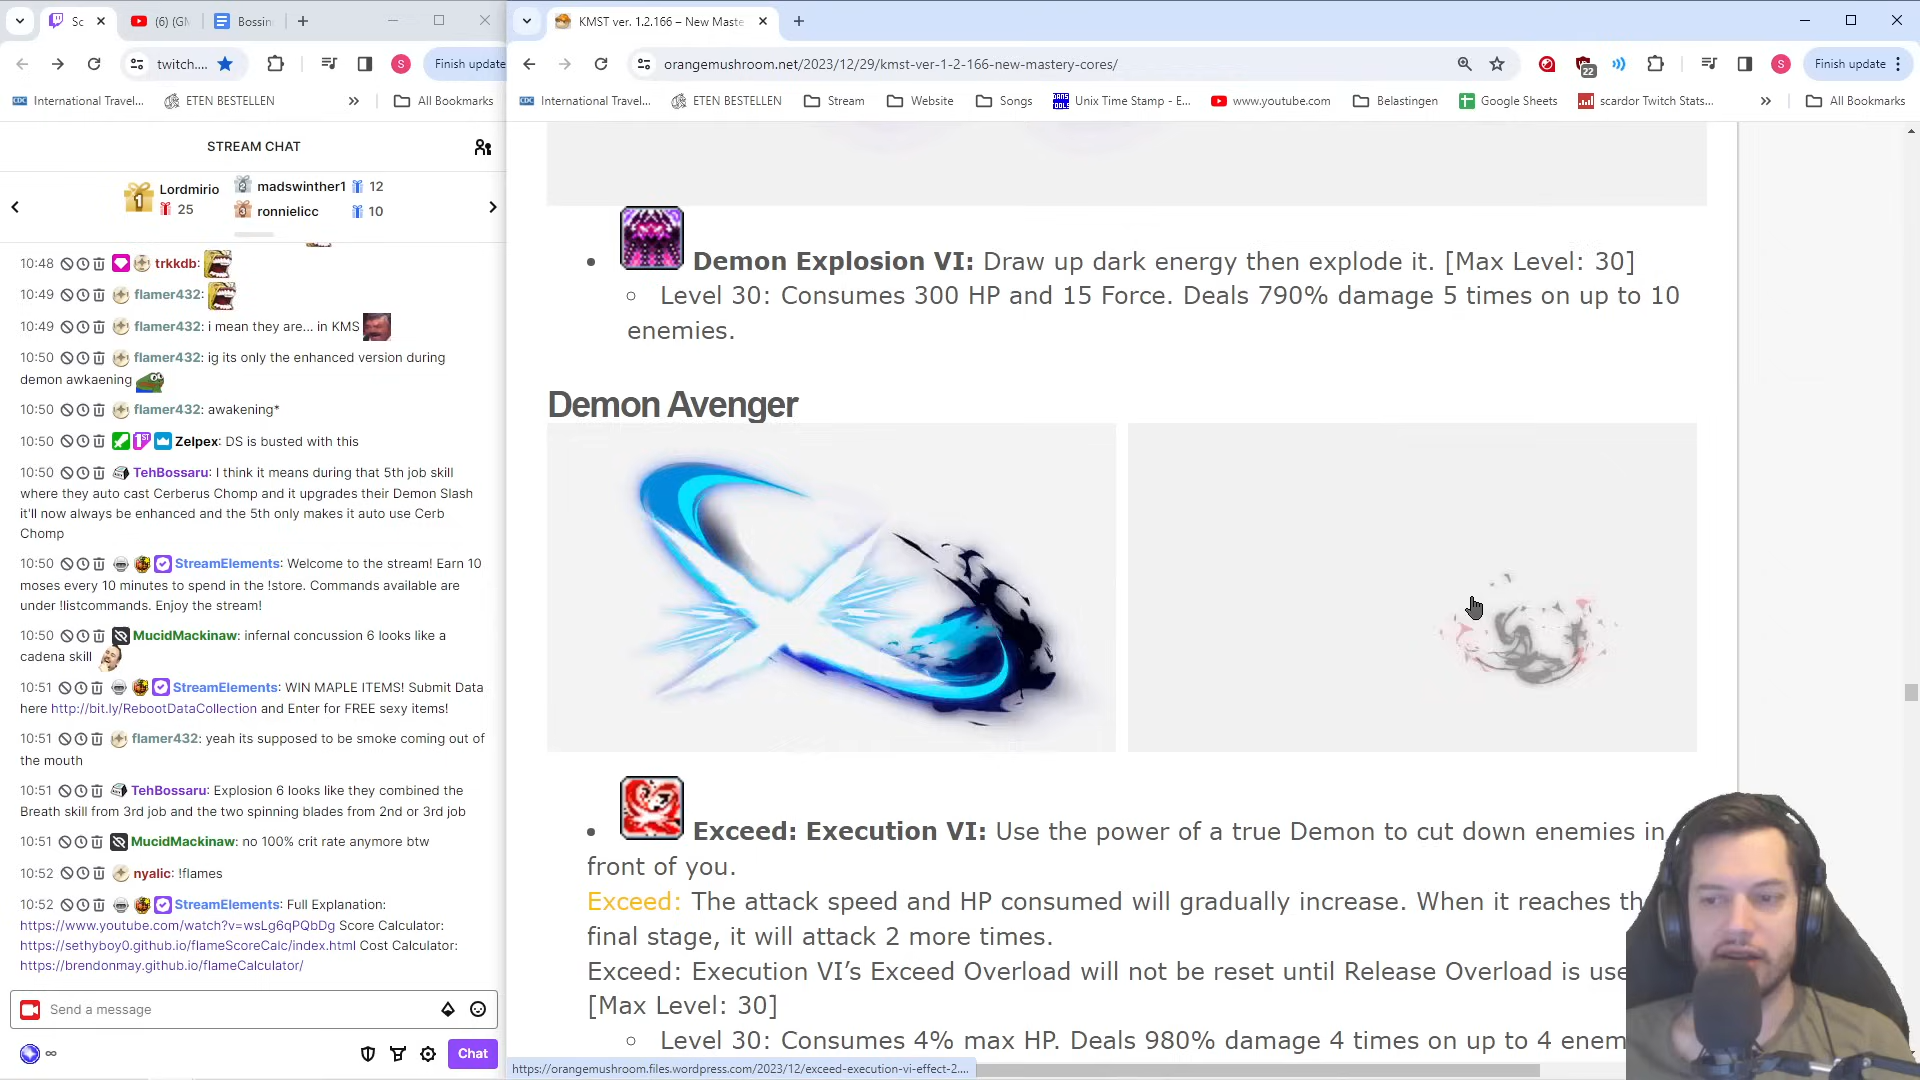 Sc
(6) (GM
Bossin
KMST ver. 1.2.166 – New Maste
twitch....
S
Finish update
orangemushroom.net/2023/12/29/kmst-ver-1-2-166-new-mastery-cores/
22
S
Finish update
International Travel...
ETEN BESTELLEN
All Bookmarks
International Travel...
ETEN BESTELLEN
Stream
Website
Songs
Unix Time Stamp - E...
www.youtube.com
Belastingen
Google Sheets
scardor Twitch Stats...
All Bookmarks
STREAM CHAT
1
Lordmirio
25
2 madswinther1 12
3 ronnielicc 10
10:48 trkkdb:
10:49 flamer432:
10:49 flamer432: i mean they are... in KMS
10:50 flamer432: ig its only the enhanced version during
demon awkaening
10:50 flamer432: awakening*
10:50 1ST Zelpex: DS is busted with this
10:50 TehBossaru: I think it means during that 5th job skill
where they auto cast Cerberus Chomp and it upgrades their Demon Slash
it'll now always be enhanced and the 5th only makes it auto use Cerb
Chomp
10:50 StreamElements: Welcome to the stream! Earn 10
moses every 10 minutes to spend in the !store. Commands available are
under !listcommands. Enjoy the stream!
10:50 MucidMackinaw: infernal concussion 6 looks like a
cadena skill
10:51 StreamElements: WIN MAPLE ITEMS! Submit Data
here http://bit.ly/RebootDataCollection and Enter for FREE sexy items!
10:51 flamer432: yeah its supposed to be smoke coming out of
the mouth
10:51 TehBossaru: Explosion 6 looks like they combined the
Breath skill from 3rd job and the two spinning blades from 2nd or 3rd job
10:51 MucidMackinaw: no 100% crit rate anymore btw
10:52 nyalic: !flames
10:52 StreamElements: Full Explanation:
https://www.youtube.com/watch?v=wsLg6qPQbDg Score Calculator:
https://sethyboy0.github.io/flameScoreCalc/index.html Cost Calculator:
https://brendonmay.github.io/flameCalculator/
Send a message
∞
Chat
Demon Explosion VI: Draw up dark energy then explode it. [Max Level: 30]
Level 30: Consumes 300 HP and 15 Force. Deals 790% damage 5 times on up to 10
enemies.
Demon Avenger
Exceed: Execution VI: Use the power of a true Demon to cut down enemies in
front of you.
Exceed: The attack speed and HP consumed will gradually increase. When it reaches th
final stage, it will attack 2 more times.
Exceed: Execution VI’s Exceed Overload will not be reset until Release Overload is use
[Max Level: 30]
Level 30: Consumes 4% max HP. Deals 980% damage 4 times on up to 4 enem
https://orangemushroom.files.wordpress.com/2023/12/exceed-execution-vi-effect-2....